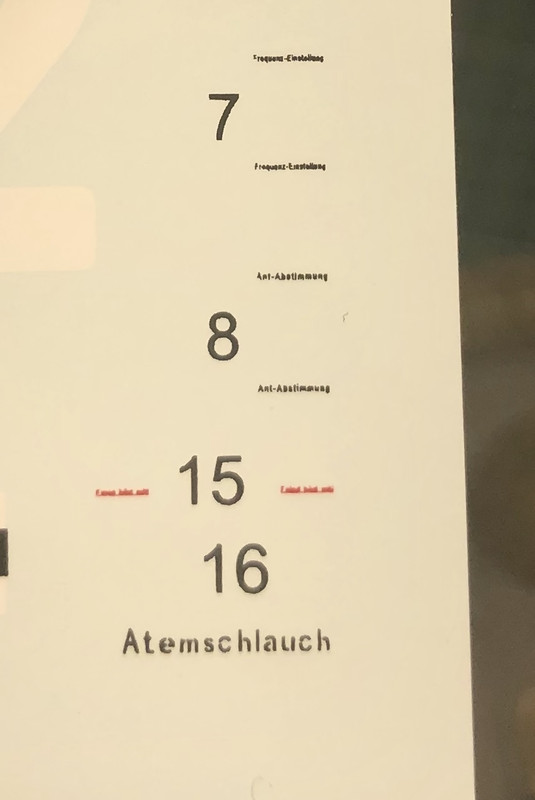 Frequenz-Einstellung
7
Frequenz-Einstellung
Ant-Abstimmung
8
Ant-Abstimmung
15
16
Atemschlauch